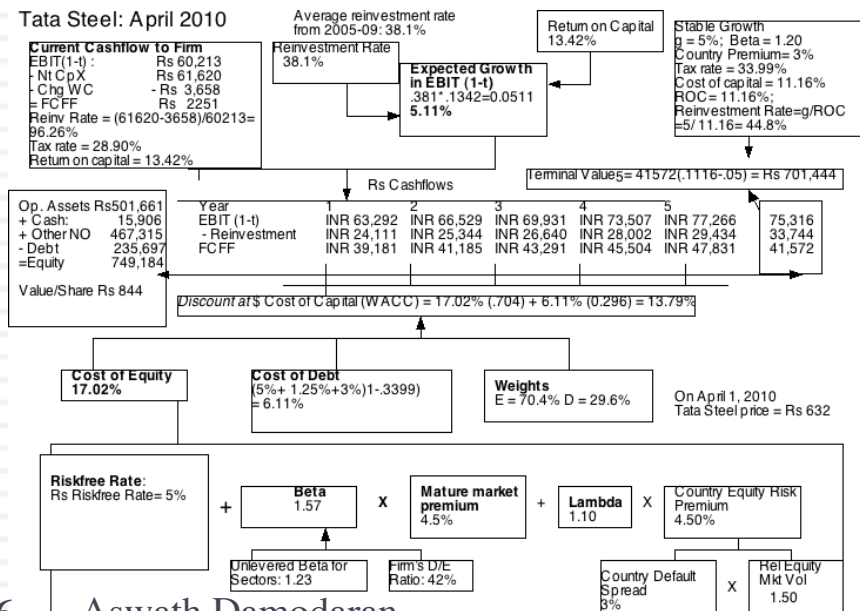 Tata Steel: April 2010
Average reinvestment rate
from 2005-09: 38.1%
Return on Capital
13.42%
Stable Growth
g = 5%; Beta = 1.20
Country Premium= 3%
Tax rate = 33.99%
Cost of capital = 11.16%
ROC= 11.16%;
Reinvestment Rate=g/ROC
=5/ 11.16= 44.8%
Current Cashflow to Firm
EBIT(1-t) : Rs 60,213
- Nt CpX Rs 61,620
- Chg WC - Rs 3,658
= FCFF Rs 2251
Reinv Rate = (61620-3658)/60213=
96.26%
Tax rate = 28.90%
Return on capital = 13.42%
Reinvestment Rate
38.1%
Expected Growth
in EBIT (1-t)
.381*.1342=0.0511
5.11%
Rs Cashflows
Terminal Value5= 41572(.1116-.05) = Rs 701,444
Op. Assets Rs501,661
+ Cash: 15,906
+ Other NO 467,315
- Debt 235,697
=Equity 749,184
Value/Share Rs 844
Year 1 2 3 4 5
EBIT (1-t) INR 63,292 INR 66,529 INR 69,931 INR 73,507 INR 77,266 75,316
- Reinvestment INR 24,111 INR 25,344 INR 26,640 INR 28,002 INR 29,434 33,744
FCFF INR 39,181 INR 41,185 INR 43,291 INR 45,504 INR 47,831 41,572
Discount at $ Cost of Capital (WACC) = 17.02% (.704) + 6.11% (0.296) = 13.79%
Cost of Equity
17.02%
Cost of Debt
(5%+ 1.25%+3%)1-.3399)
= 6.11%
Weights
E = 70.4% D = 29.6%
On April 1, 2010
Tata Steel price = Rs 632
Riskfree Rate:
Rs Riskfree Rate= 5%
+
Beta
1.57
X
Mature market
premium
4.5%
+
Lambda
1.10
X
Country Equity Risk
Premium
4.50%
Unlevered Beta for
Sectors: 1.23
Firm's D/E
Ratio: 42%
Country Default
Spread
3%
X
Rel Equity
Mkt Vol
1.50
Aswath Damodaran